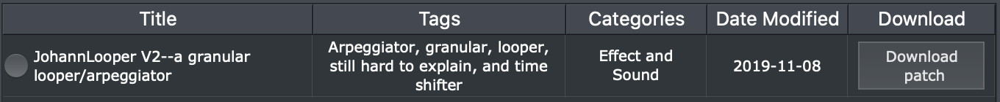 Title Tags Categories Date Modified Download
JohannLooper V2--a granular
looper/arpeggiator
Arpeggiator, granular, looper,
still hard to explain, and time
shifter
Effect and
Sound
2019-11-08
Download
patch